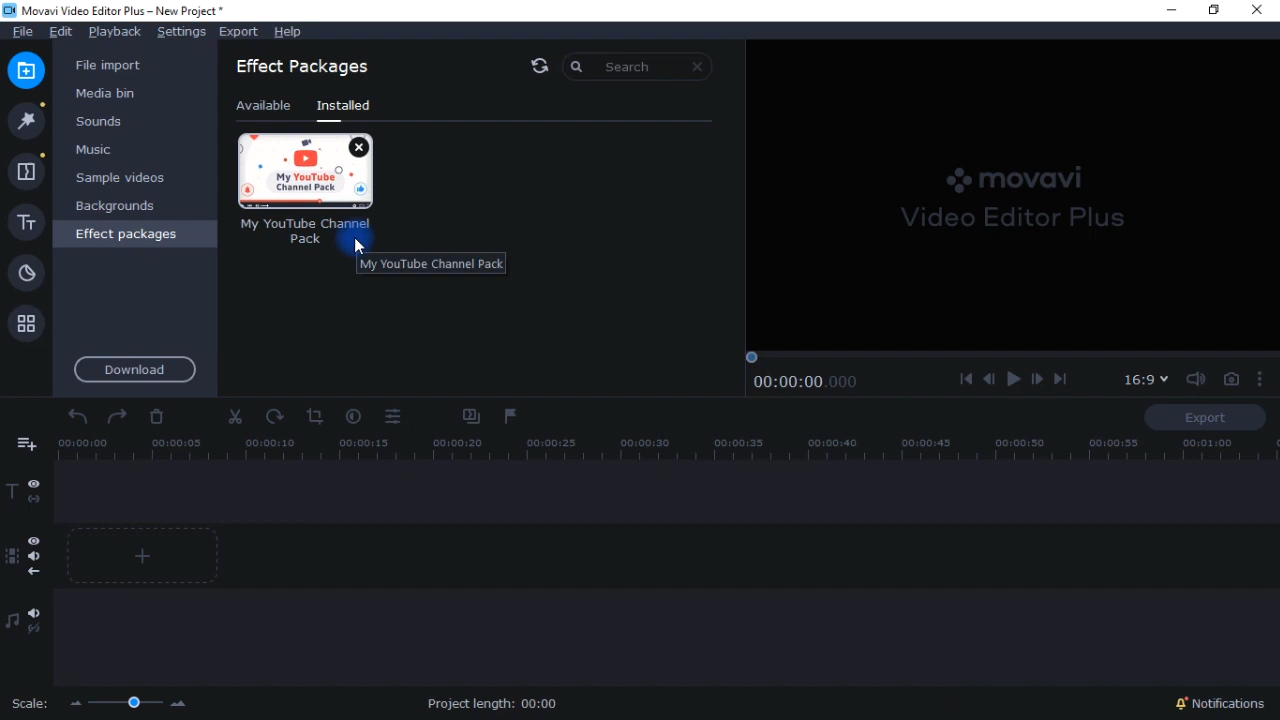 Movavi Video Editor Plus – New Project *
File Edit Playback Settings Export Help
File import
Media bin
Sounds
Music
Sample videos
Backgrounds
Effect packages
Download
Effect Packages
Search
Available Installed
My YouTube
Channel Pack
My YouTube Channel
Pack
My YouTube Channel Pack
movavi
Video Editor Plus
00:00:00.000
16:9
Export
00:00:00 00:00:05 00:00:10 00:00:15 00:00:20 00:00:25 00:00:30 00:00:35 00:00:40 00:00:45 00:00:50 00:00:55 00:01:00
Scale:
Project length: 00:00
Notifications